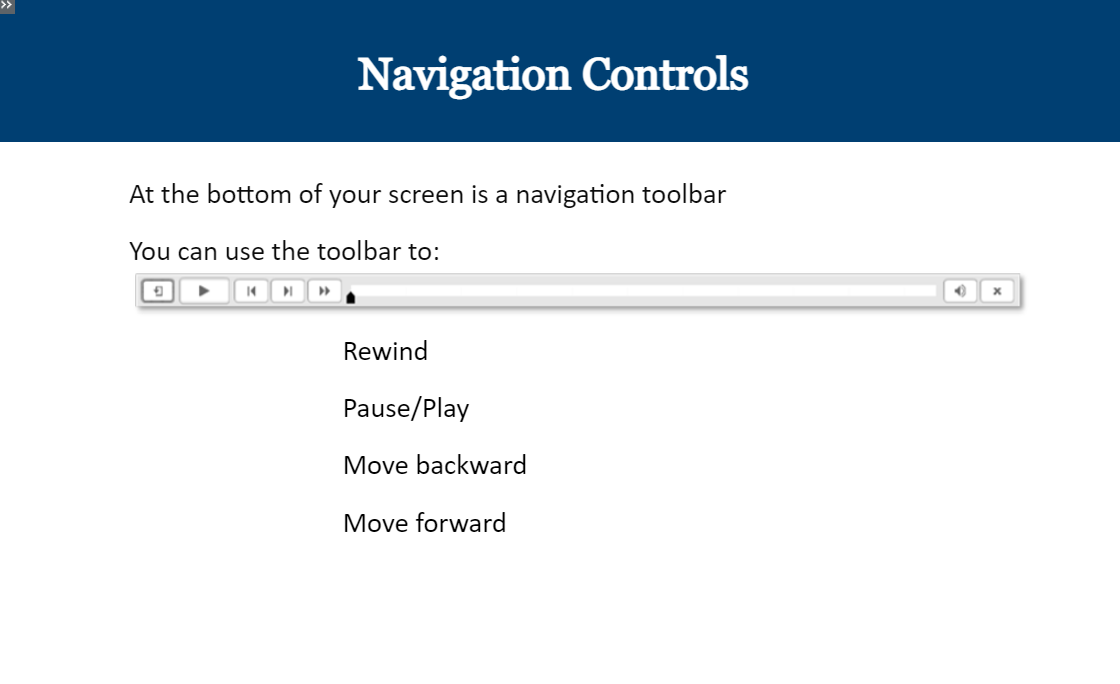 Navigation Controls
At the bottom of your screen is a navigation toolbar
You can use the toolbar to:
Rewind
Pause/Play
Move backward
Move forward